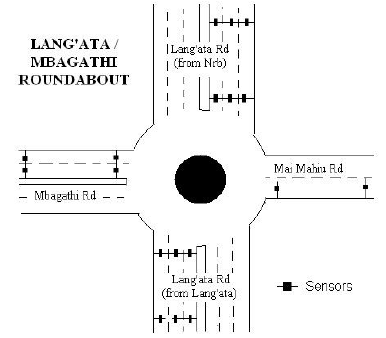 LANG'ATA /
MBAGATHI
ROUNDABOUT
Lang'ata Rd
(from Nrb)
Mai Mahiu Rd
Mbagathi Rd
Lang'ata Rd
(from Lang'ata)
Sensors